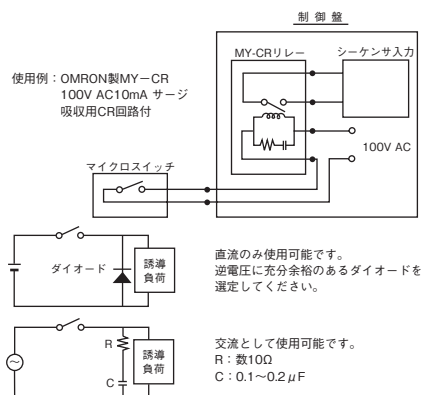 制 御 盤
MY-CRリレー
シーケンサ入力
使用例：OMRON製MY－CR
100V AC10mA サージ
吸収用CR回路付
100V AC
マイクロスイッチ
ダイオード
誘導
負荷
直流のみ使用可能です。
逆電圧に充分余裕のあるダイオードを
選定してください。
R
C
誘導
負荷
交流として使用可能です。
R：数10Ω
C：0.1〜0.2μF